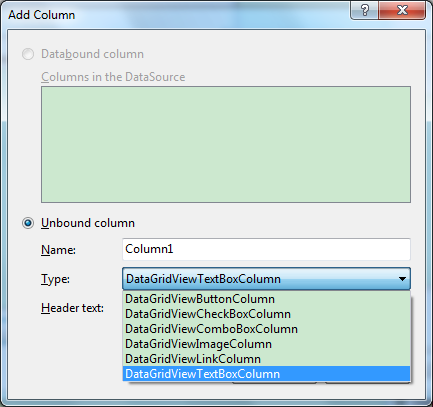 Add Column
?
Databound column
Columns in the DataSource
Unbound column
Name: Column1
Type: DataGridViewTextBoxColumn
Header text:
DataGridViewButtonColumn
DataGridViewCheckBoxColumn
DataGridViewComboBoxColumn
DataGridViewImageColumn
DataGridViewLinkColumn
DataGridViewTextBoxColumn